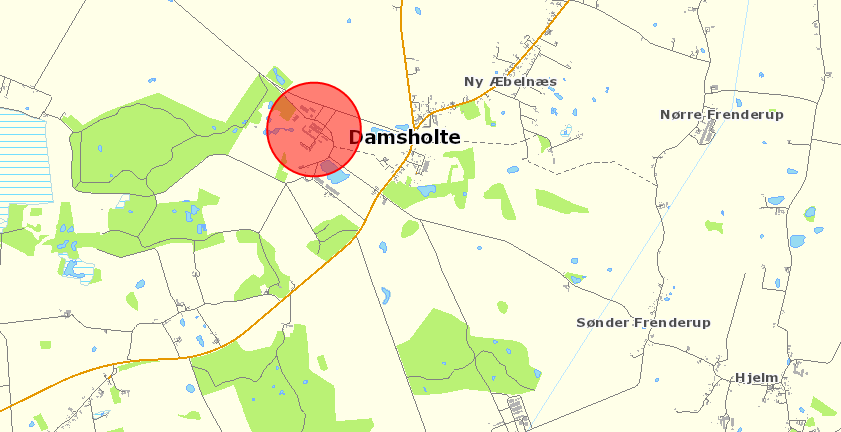 Ny Æbelnæs
Nørre Frenderup
Damsholte
Sønder Frenderup
Hjelm